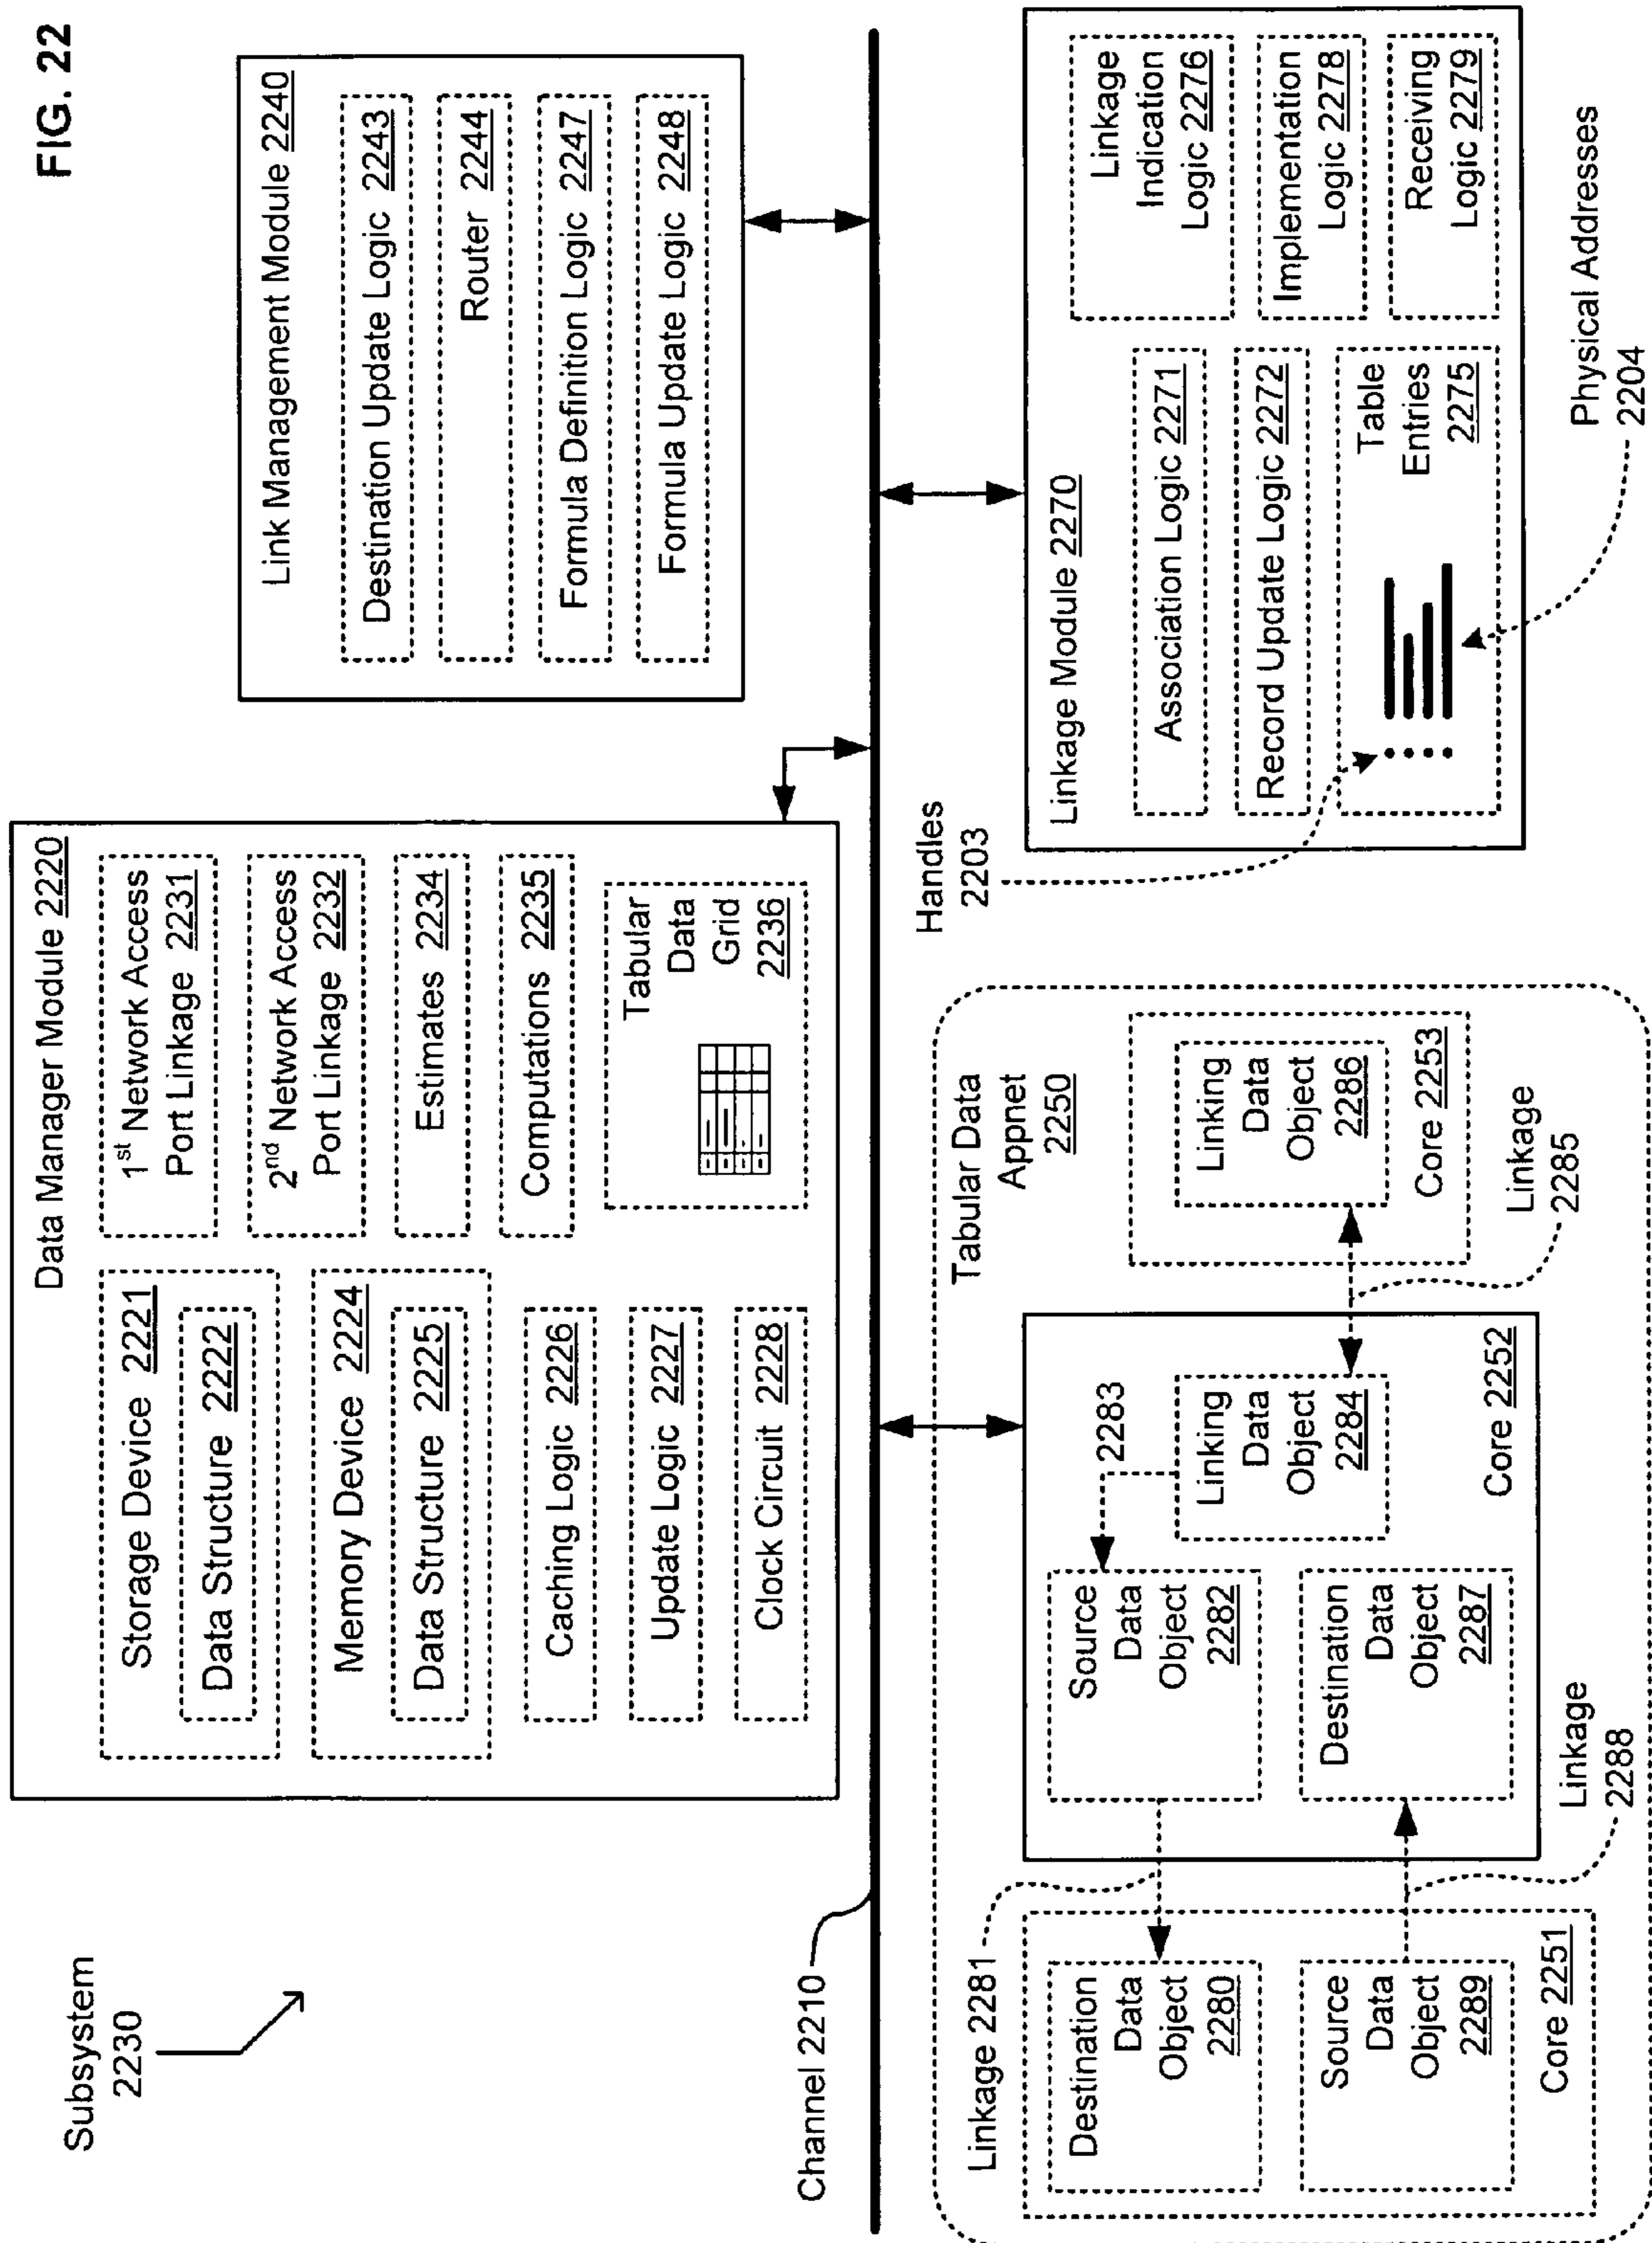 FIG. 22
Subsystem
2230
Data Manager Module 2220
Storage Device 2221
Data Structure 2222
Memory Device 2224
Data Structure 2225
Caching Logic 2226
Update Logic 2227
Clock Circuit 2228
1st Network Access
Port Linkage 2231
2nd Network Access
Port Linkage 2232
Estimates 2234
Computations 2235
Tabular
Data
Grid
2236
Link Management Module 2240
Destination Update Logic 2243
Router 2244
Formula Definition Logic 2247
Formula Update Logic 2248
Channel 2210
Tabular Data
Appnet
2250
Linkage 2281
Destination
Data
Object
2280
Source
Data
Object
2289
Core 2251
Source
Data
Object
2282
2283
Linking
Data
Object
2284
Destination
Data
Object
2287
Core 2252
Linkage
2288
Linking
Data
Object
2286
Core 2253
Linkage
2285
Handles
2203
Linkage Module 2270
Association Logic 2271
Record Update Logic 2272
Table
Entries
2275
Linkage
Indication
Logic 2276
Implementation
Logic 2278
Receiving
Logic 2279
Physical Addresses
2204